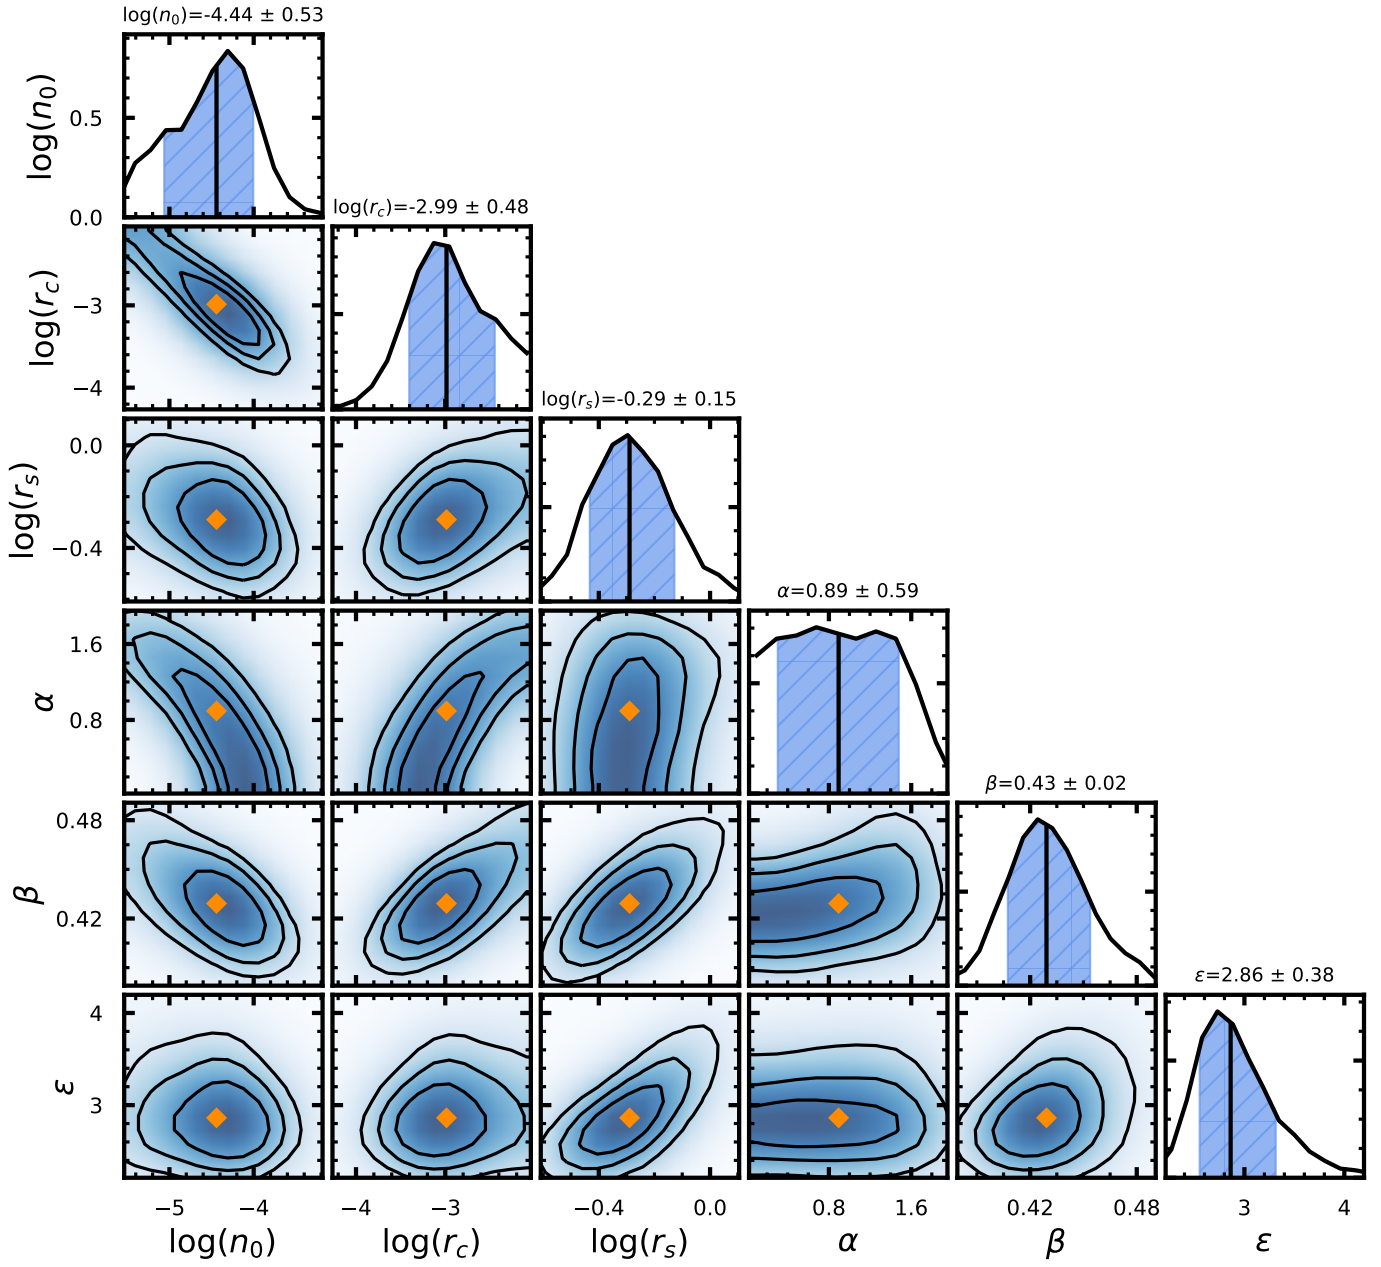 log(n₀)=-4.44 ± 0.53
log(n₀)
0.5
0.0
log(r_c)=-2.99 ± 0.48
log(r_c)
−3
−4
log(r_s)=-0.29 ± 0.15
log(r_s)
0.0
−0.4
α=0.89 ± 0.59
α
1.6
0.8
β=0.43 ± 0.02
β
0.48
0.42
ε=2.86 ± 0.38
ε
4
3
−5 −4 −4 −3 −0.4 0.0 0.8 1.6 0.42 0.48 3 4
log(n₀) log(r_c) log(r_s) α β ε